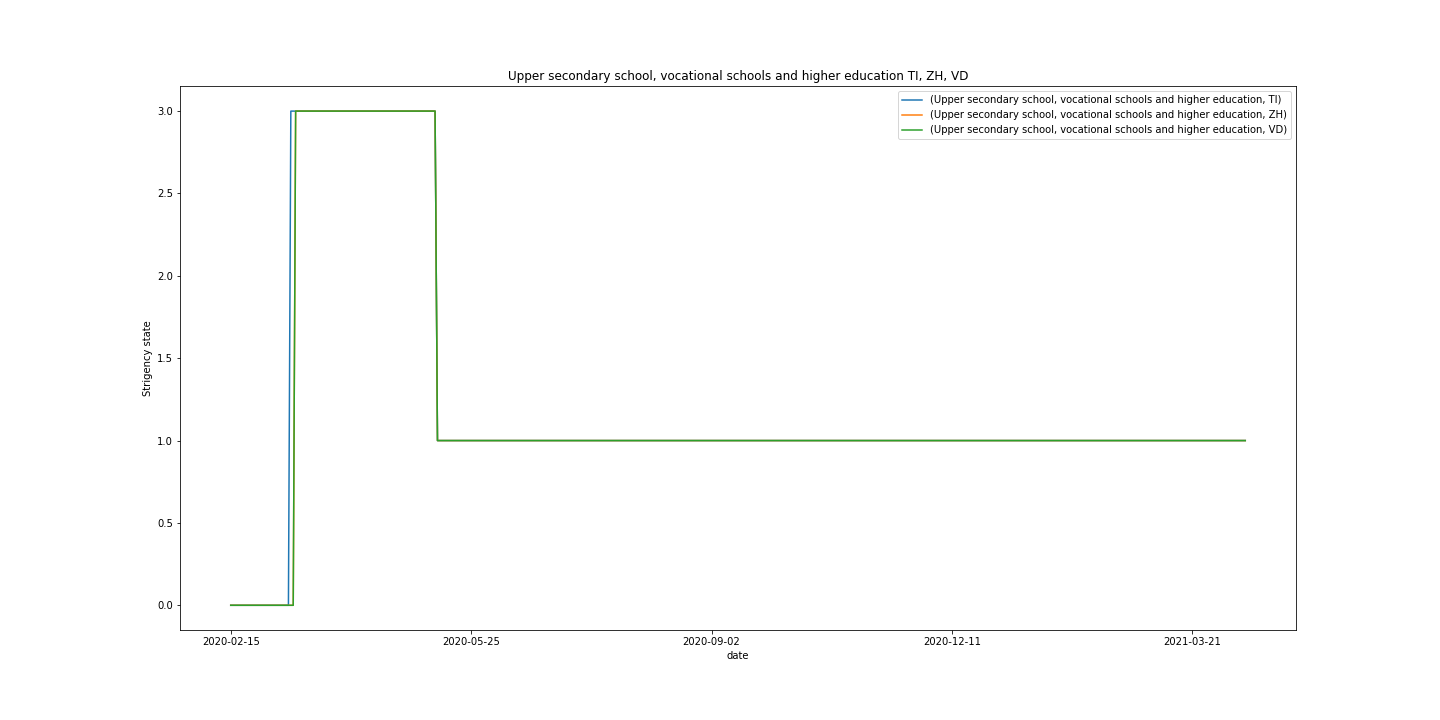 Upper secondary school, vocational schools and higher education TI, ZH, VD
(Upper secondary school, vocational schools and higher education, TI)
(Upper secondary school, vocational schools and higher education, ZH)
(Upper secondary school, vocational schools and higher education, VD)
3.0
2.5
2.0
1.5
1.0
0.5
0.0
Strigency state
2020-02-15
2020-05-25
2020-09-02
2020-12-11
2021-03-21
date